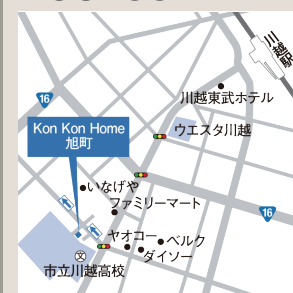 川越駅
16
川越東武ホテル
Kon Kon Home
旭町
ウエスタ川越
いなげや
ファミリーマート
16
ヤオコー
ベルク
ダイソー
文
市立川越高校